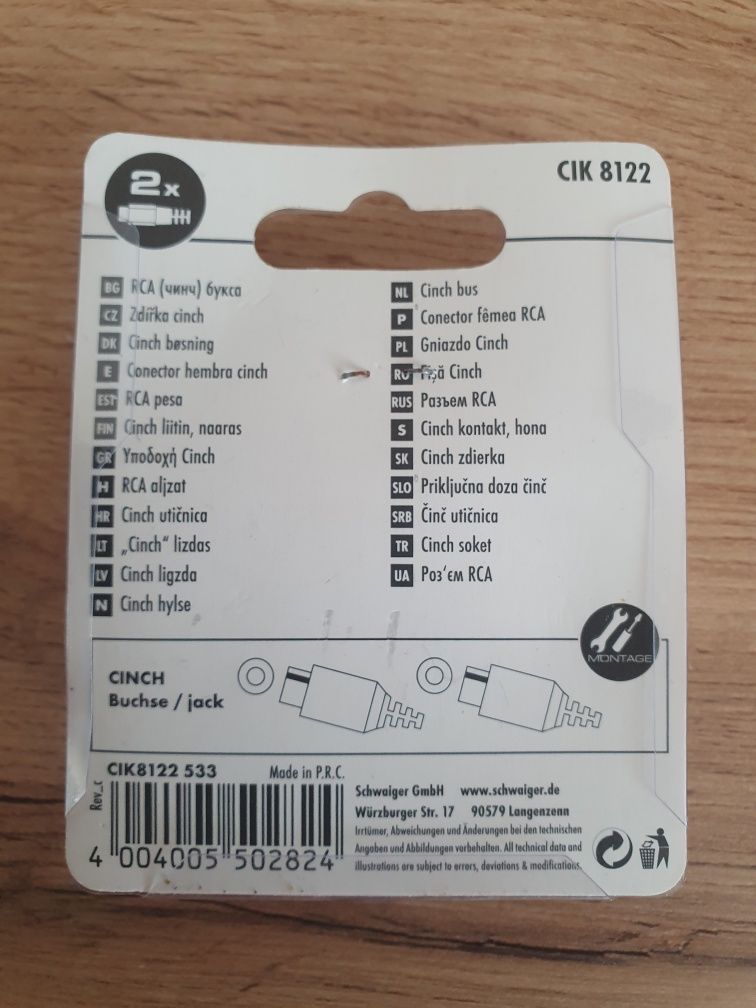 2x
CIK 8122
BG RCA (чинч) букса
CZ Zdířka cinch
DK Cinch bøsning
E Conector hembra cinch
EST RCA pesa
FIN Cinch liitin, naaras
GR Υποδοχή Cinch
H RCA aljzat
HR Cinch utičnica
LT „Cinch“ lizdas
LV Cinch ligzda
N Cinch hylse
NL Cinch bus
P Conector fêmea RCA
PL Gniazdo Cinch
RO Cinch
RUS Разъем RCA
S Cinch kontakt, hona
SK Cinch zdierka
SLO Priključna doza činč
SRB Činč utičnica
TR Cinch soket
UA Роз'єм RCA
MONTAGE
CINCH
Buchse / jack
CIK8122 533
Made in P.R.C.
Rev_c
4 004005 502824
Schwaiger GmbH www.schwaiger.de
Würzburger Str. 17 90579 Langenzenn
Irrtümer, Abweichungen und Änderungen bei den technischen
Angaben und Abbildungen vorbehalten. All technical data and
illustrations are subject to errors, deviations & modifications.